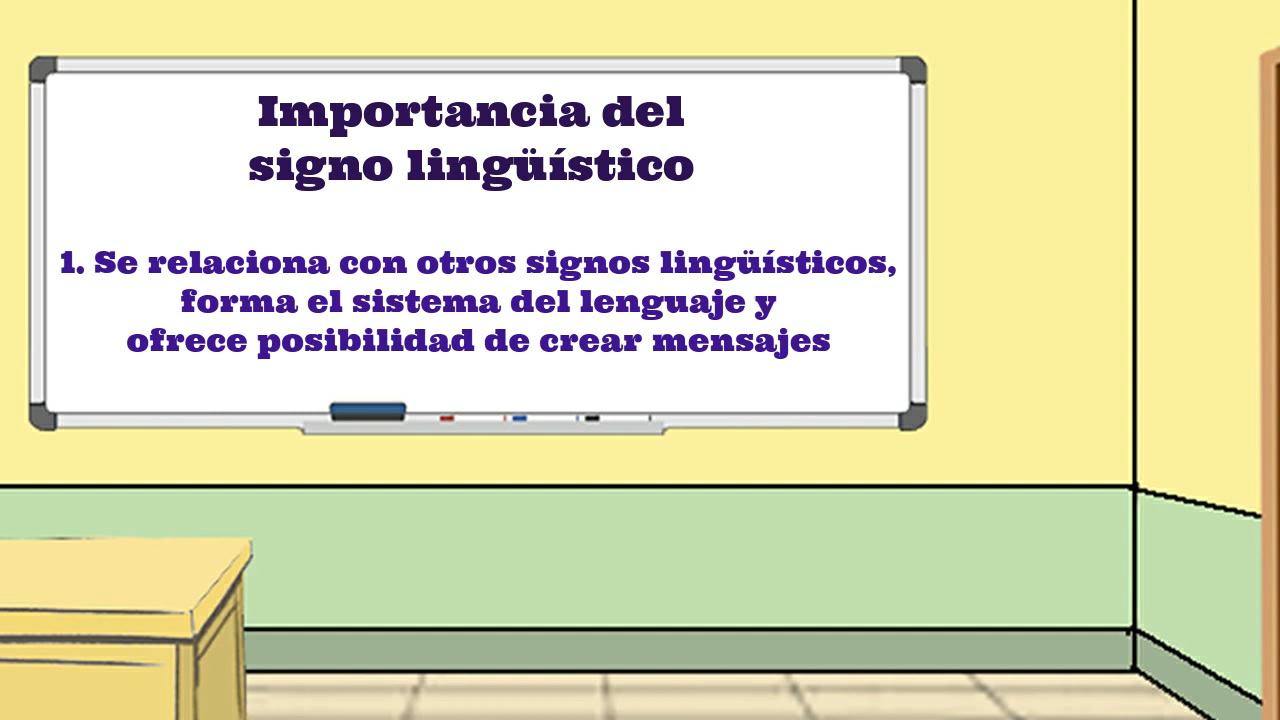 Importancia del
signo lingüístico
1. Se relaciona con otros signos lingüísticos,
forma el sistema del lenguaje y
ofrece posibilidad de crear mensajes